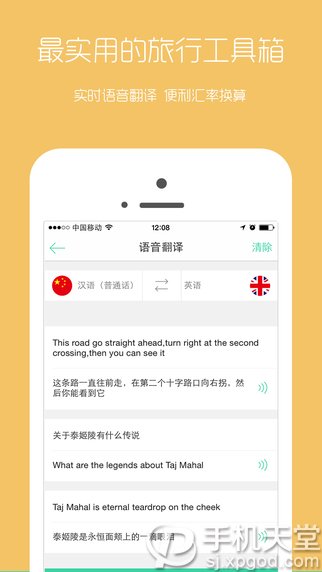 最实用的旅行工具箱
实时语音翻译 便利汇率换算
中国移动 12:08
语音翻译 清除
汉语（普通话） 英语
This road go straight ahead,turn right at the second
crossing,then you can see it
这条路一直往前走，在第二个十字路口向右拐，然
后你能看到它
关于泰姬陵有什么传说
What are the legends about Taj Mahal
Taj Mahal is eternal teardrop on the cheek
泰姬陵是永恒面颊上的一滴眼泪
手机天堂
sj.xpgod.com